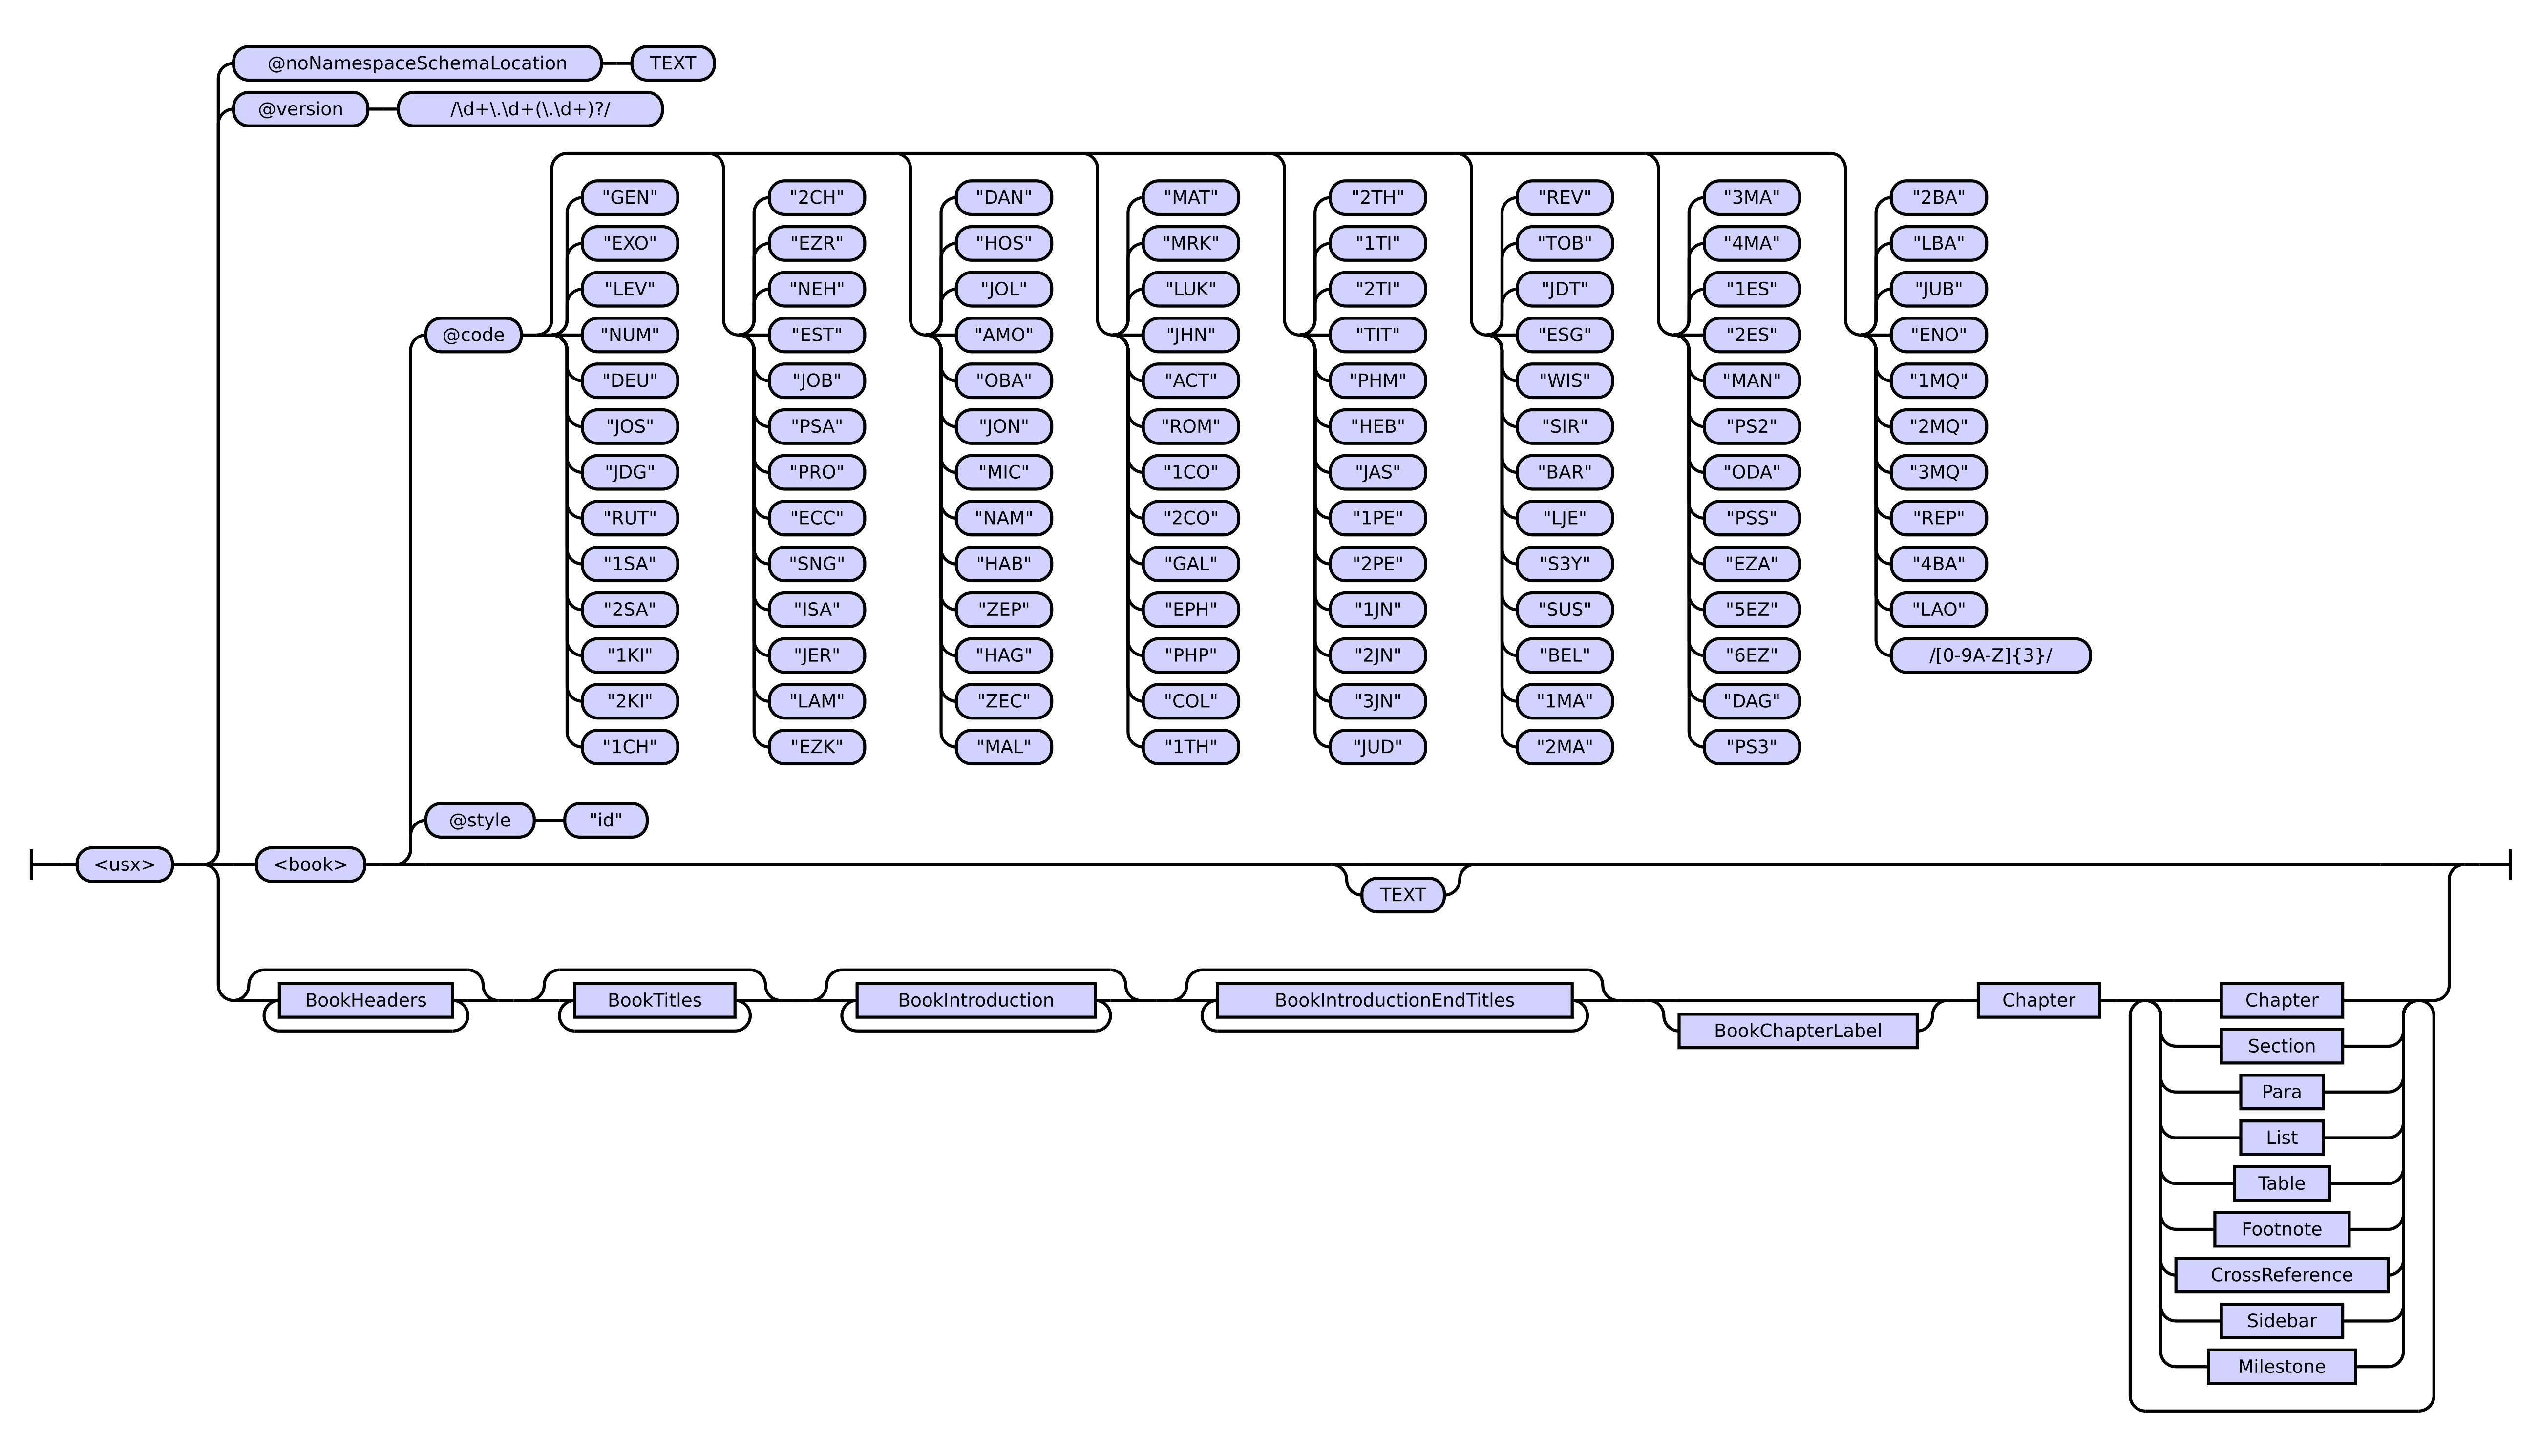 @noNamespaceSchemaLocation TEXT
@version /\d+\.\d+(\.\d+)?/
"GEN" "2CH" "DAN" "MAT" "2TH" "REV" "3MA" "2BA"
"EXO" "EZR" "HOS" "MRK" "1TI" "TOB" "4MA" "LBA"
"LEV" "NEH" "JOL" "LUK" "2TI" "JDT" "1ES" "JUB"
@code "NUM" "EST" "AMO" "JHN" "TIT" "ESG" "2ES" "ENO"
"DEU" "JOB" "OBA" "ACT" "PHM" "WIS" "MAN" "1MQ"
"JOS" "PSA" "JON" "ROM" "HEB" "SIR" "PS2" "2MQ"
"JDG" "PRO" "MIC" "1CO" "JAS" "BAR" "ODA" "3MQ"
"RUT" "ECC" "NAM" "2CO" "1PE" "LJE" "PSS" "REP"
"1SA" "SNG" "HAB" "GAL" "2PE" "S3Y" "EZA" "4BA"
"2SA" "ISA" "ZEP" "EPH" "1JN" "SUS" "5EZ" "LAO"
"1KI" "JER" "HAG" "PHP" "2JN" "BEL" "6EZ" /[0-9A-Z]{3}/
"2KI" "LAM" "ZEC" "COL" "3JN" "1MA" "DAG"
"1CH" "EZK" "MAL" "1TH" "JUD" "2MA" "PS3"
@style "id"
<usx> <book>
TEXT
BookHeaders BookTitles BookIntroduction BookIntroductionEndTitles Chapter Chapter
BookChapterLabel
Section
Para
List
Table
Footnote
CrossReference
Sidebar
Milestone